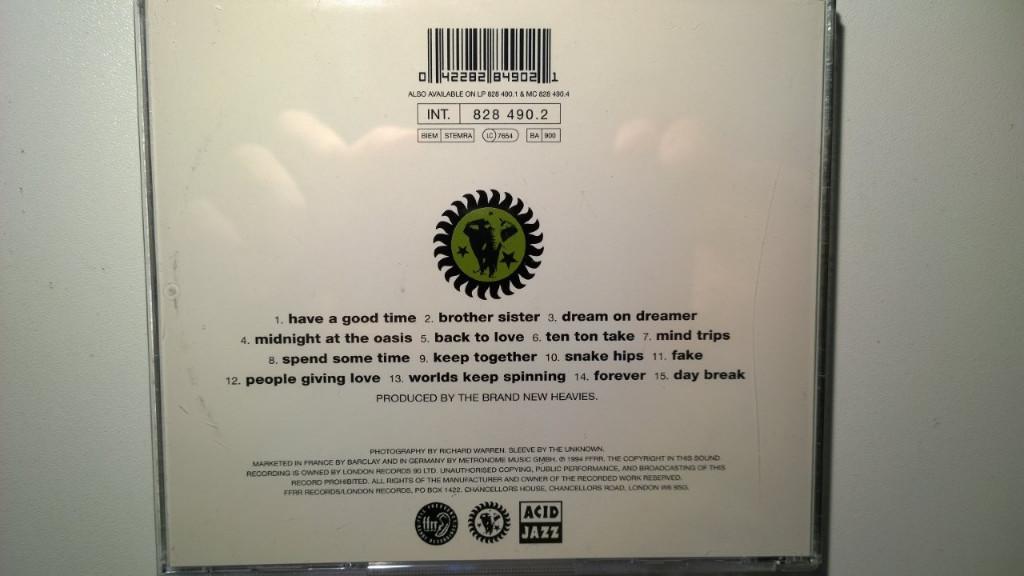 0 42282 84902 1
ALSO AVAILABLE ON LP 828 490.1 & MC 828 490.4
INT. 828 490.2
BIEM STEMRA LC 7654 BA 900
1. have a good time 2. brother sister 3. dream on dreamer
4. midnight at the oasis 5. back to love 6. ten ton take 7. mind trips
8. spend some time 9. keep together 10. snake hips 11. fake
12. people giving love 13. worlds keep spinning 14. forever 15. day break
PRODUCED BY THE BRAND NEW HEAVIES.
PHOTOGRAPHY BY RICHARD WARREN. SLEEVE BY THE UNKNOWN.
MARKETED IN FRANCE BY BARCLAY AND IN GERMANY BY METRONOME MUSIC GMBH. ℗ 1994 FFRR. THE COPYRIGHT IN THIS SOUND
RECORDING IS OWNED BY LONDON RECORDS 90 LTD. UNAUTHORISED COPYING, PUBLIC PERFORMANCE, AND BROADCASTING OF THIS
RECORD PROHIBITED. ALL RIGHTS OF THE MANUFACTURER AND OWNER OF THE RECORDED WORK RESERVED.
FFRR RECORDS/LONDON RECORDS, PO BOX 1422, CHANCELLORS HOUSE, CHANCELLORS ROAD, LONDON W6 9SG.
ffrr
ACID
JAZZ